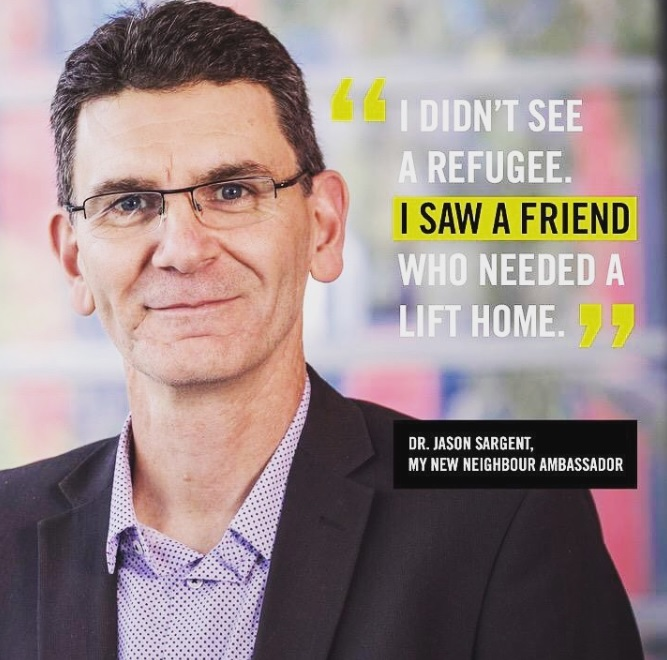 “ I DIDN'T SEE
A REFUGEE.
I SAW A FRIEND
WHO NEEDED A
LIFT HOME. ”
DR. JASON SARGENT,
MY NEW NEIGHBOUR AMBASSADOR